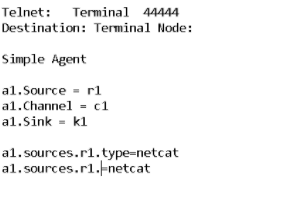 Telnet:   Terminal  44444
Destination: Terminal Node:
Simple Agent
a1.Source = r1
a1.Channel = c1
a1.Sink = k1
a1.sources.r1.type=netcat
a1.sources.r1.=netcat